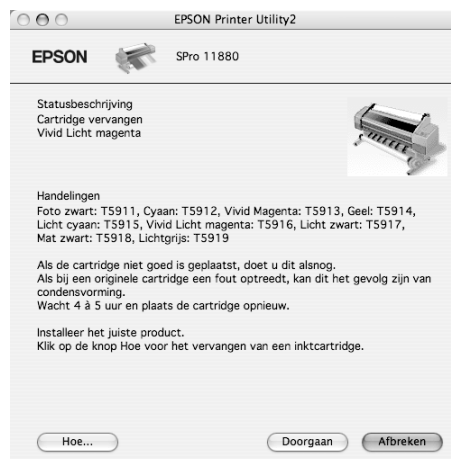 EPSON Printer Utility2
EPSON
SPro 11880
Statusbeschrijving
Cartridge vervangen
Vivid Licht magenta
Handelingen
Foto zwart: T5911, Cyaan: T5912, Vivid Magenta: T5913, Geel: T5914,
Licht cyaan: T5915, Vivid Licht magenta: T5916, Licht zwart: T5917,
Mat zwart: T5918, Lichtgrijs: T5919
Als de cartridge niet goed is geplaatst, doet u dit alsnog.
Als bij een originele cartridge een fout optreedt, kan dit het gevolg zijn van
condensvorming.
Wacht 4 à 5 uur en plaats de cartridge opnieuw.
Installeer het juiste product.
Klik op de knop Hoe voor het vervangen van een inktcartridge.
Hoe...
Doorgaan
Afbreken